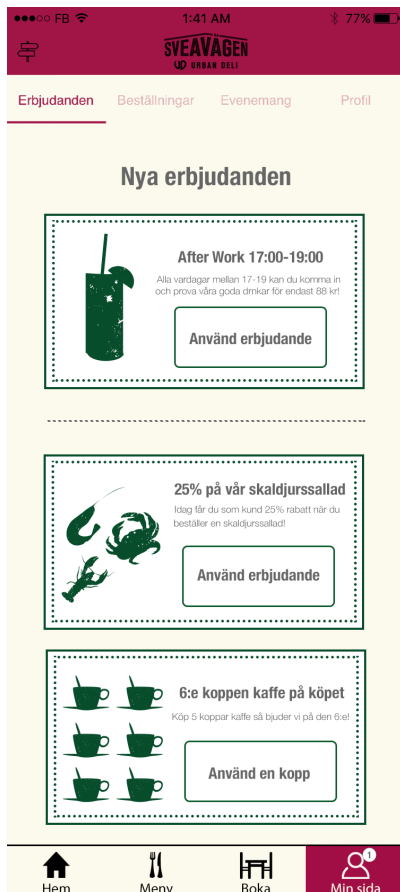 FB 1:41 AM 77%
SVEAVÄGEN
UD URBAN DELI
Erbjudanden Beställningar Evenemang Profil
Nya erbjudanden
After Work 17:00-19:00
Alla vardagar mellan 17-19 kan du komma in
och prova våra goda drnkar för endast 88 kr!
Använd erbjudande
25% på vår skaldjurssallad
Idag får du som kund 25% rabatt när du
beställer en skaldjurssallad!
Använd erbjudande
6:e koppen kaffe på köpet
Köp 5 koppar kaffe så bjuder vi på den 6:e!
Använd en kopp
1
Hem Meny Boka Min sida